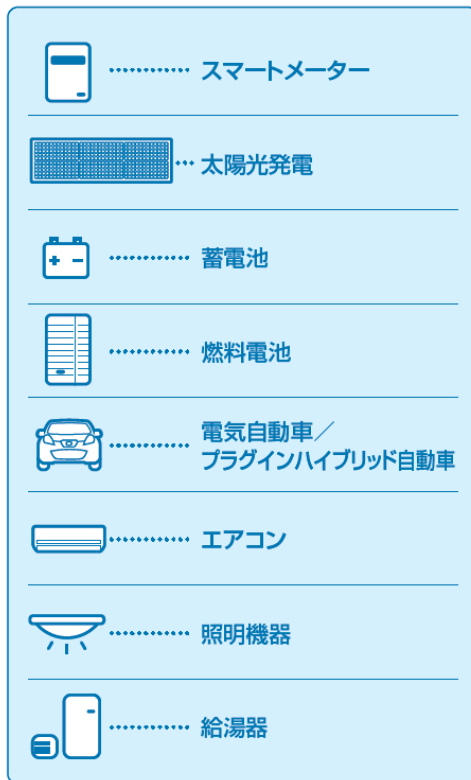 スマートメーター
太陽光発電
蓄電池
燃料電池
電気自動車／
プラグインハイブリッド自動車
エアコン
照明機器
給湯器